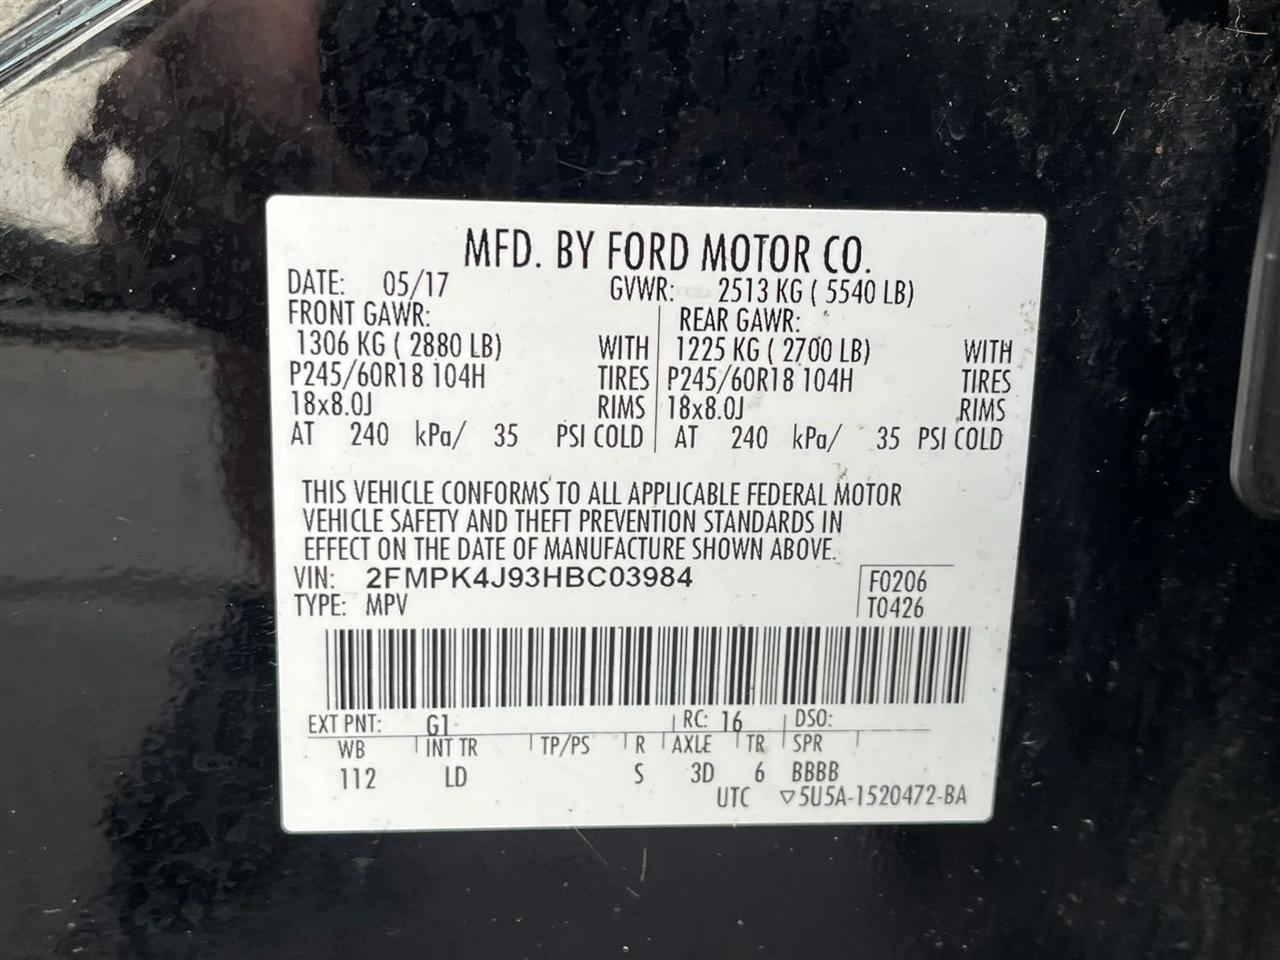 MFD. BY FORD MOTOR CO.
DATE: 05/17 GVWR: 2513 KG ( 5540 LB)
FRONT GAWR: REAR GAWR:
1306 KG ( 2880 LB) WITH 1225 KG ( 2700 LB) WITH
P245/60R18 104H TIRES P245/60R18 104H TIRES
18x8.0J RIMS 18x8.0J RIMS
AT 240 kPa/ 35 PSI COLD AT 240 kPa/ 35 PSI COLD
THIS VEHICLE CONFORMS TO ALL APPLICABLE FEDERAL MOTOR
VEHICLE SAFETY AND THEFT PREVENTION STANDARDS IN
EFFECT ON THE DATE OF MANUFACTURE SHOWN ABOVE.
VIN: 2FMPK4J93HBC03984 F0206
TYPE: MPV T0426
EXT PNT: G1 RC: 16 DSO:
WB INT TR TP/PS R AXLE TR SPR
112 LD S 3D 6 BBBB
UTC ▽5U5A-1520472-BA